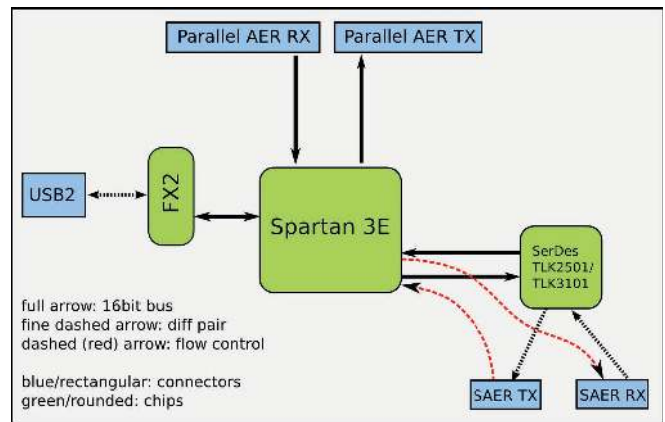 Parallel AER RX
Parallel AER TX
USB2
FX2
Spartan 3E
SerDes
TLK2501/
TLK3101
full arrow: 16bit bus
fine dashed arrow: diff pair
dashed (red) arrow: flow control
blue/rectangular: connectors
green/rounded: chips
SAER TX
SAER RX